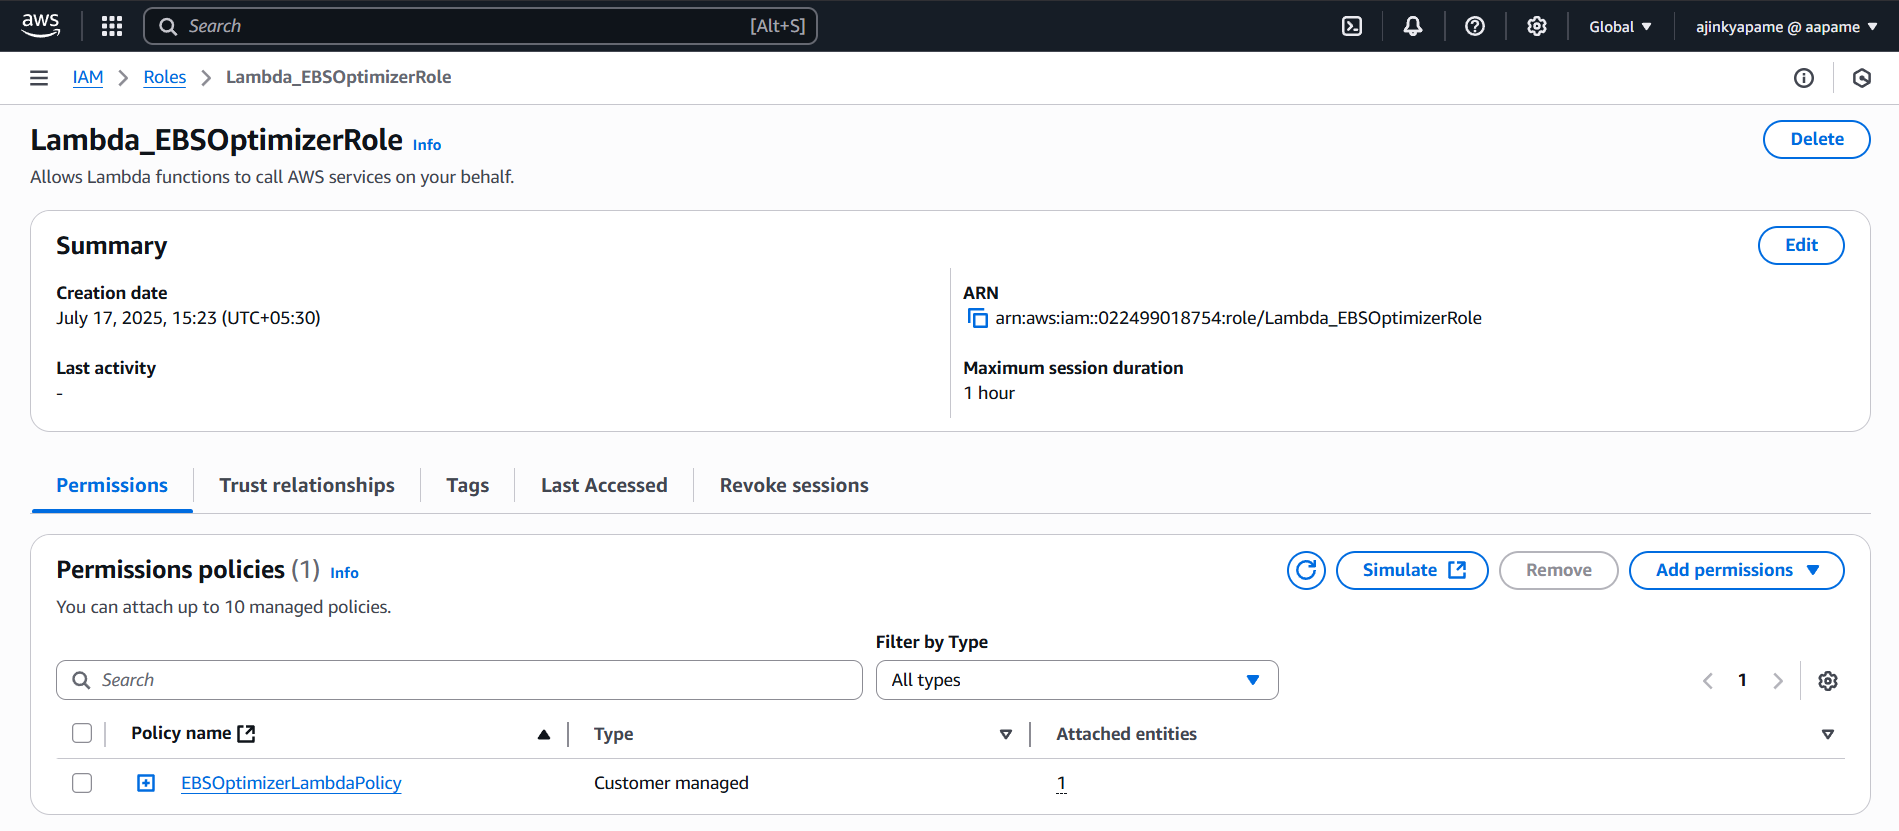 aws
Search [Alt+S] Global ajinkyapame @ aapame
IAM Roles Lambda_EBSOptimizerRole
Lambda_EBSOptimizerRole Info
Delete
Allows Lambda functions to call AWS services on your behalf.
Summary
Edit
Creation date
July 17, 2025, 15:23 (UTC+05:30)
ARN
arn:aws:iam::022499018754:role/Lambda_EBSOptimizerRole
Last activity
-
Maximum session duration
1 hour
Permissions Trust relationships Tags Last Accessed Revoke sessions
Permissions policies (1) Info
Simulate Remove Add permissions
You can attach up to 10 managed policies.
Filter by Type
Search All types 1
Policy name Type Attached entities
EBSOptimizerLambdaPolicy Customer managed 1